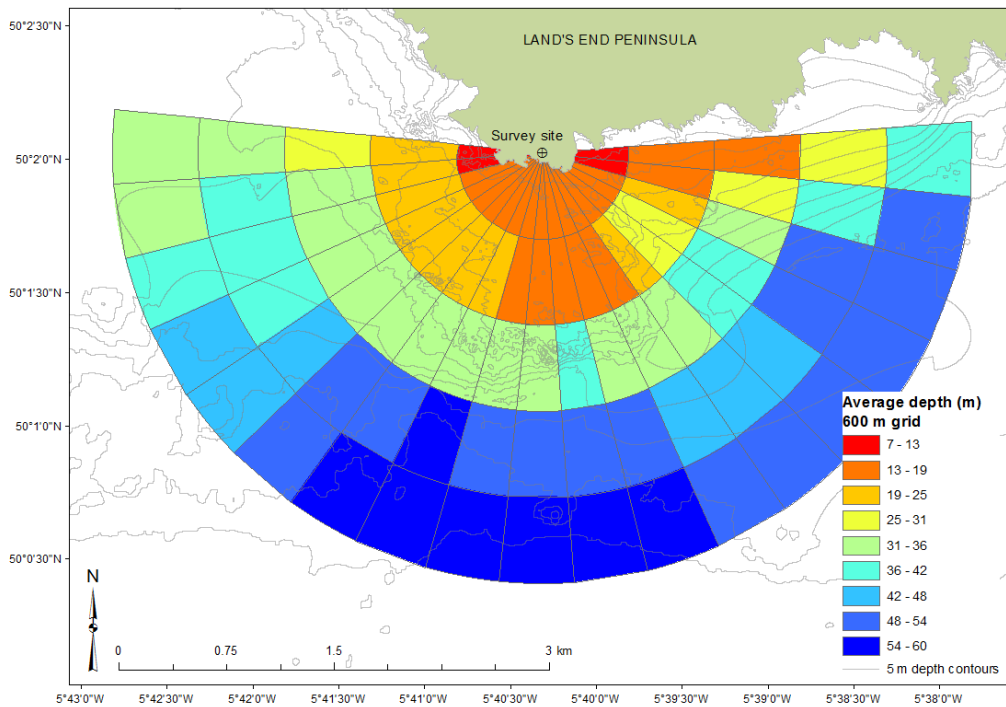 50°2'30"N
LAND'S END PENINSULA
Survey site
50°2'0"N
50°1'30"N
50°1'0"N
50°0'30"N
Average depth (m)
600 m grid
7 - 13
13 - 19
19 - 25
25 - 31
31 - 36
36 - 42
42 - 48
48 - 54
54 - 60
5 m depth contours
N
0 0.75 1.5 3 km
5°43'0"W 5°42'30"W 5°42'0"W 5°41'30"W 5°41'0"W 5°40'30"W 5°40'0"W 5°39'30"W 5°39'0"W 5°38'30"W 5°38'0"W